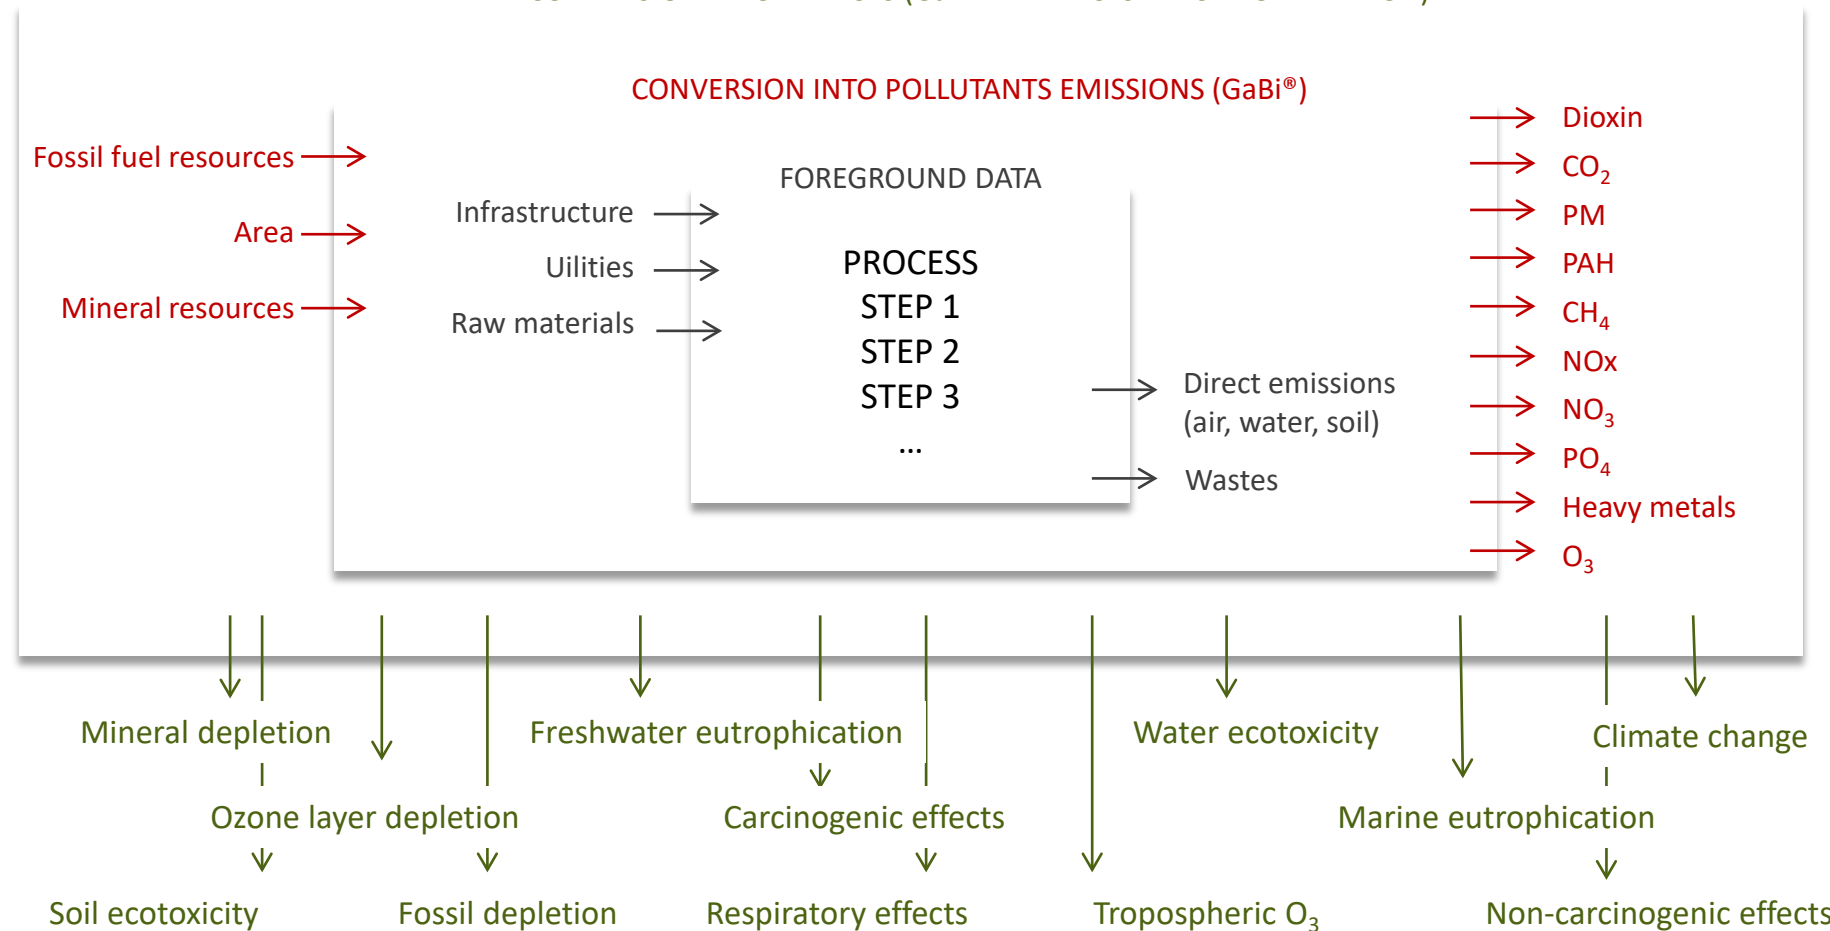 CONVERSION INTO POLLUTANTS EMISSIONS (GaBi®)
Fossil fuel resources
Area
Mineral resources
FOREGROUND DATA
Infrastructure
Uilities
Raw materials
PROCESS
STEP 1
STEP 2
STEP 3
...
Direct emissions
(air, water, soil)
Wastes
Dioxin
CO₂
PM
PAH
CH₄
NOx
NO₃
PO₄
Heavy metals
O₃
Mineral depletion
Freshwater eutrophication
Water ecotoxicity
Climate change
Ozone layer depletion
Carcinogenic effects
Marine eutrophication
Soil ecotoxicity
Fossil depletion
Respiratory effects
Tropospheric O₃
Non-carcinogenic effects